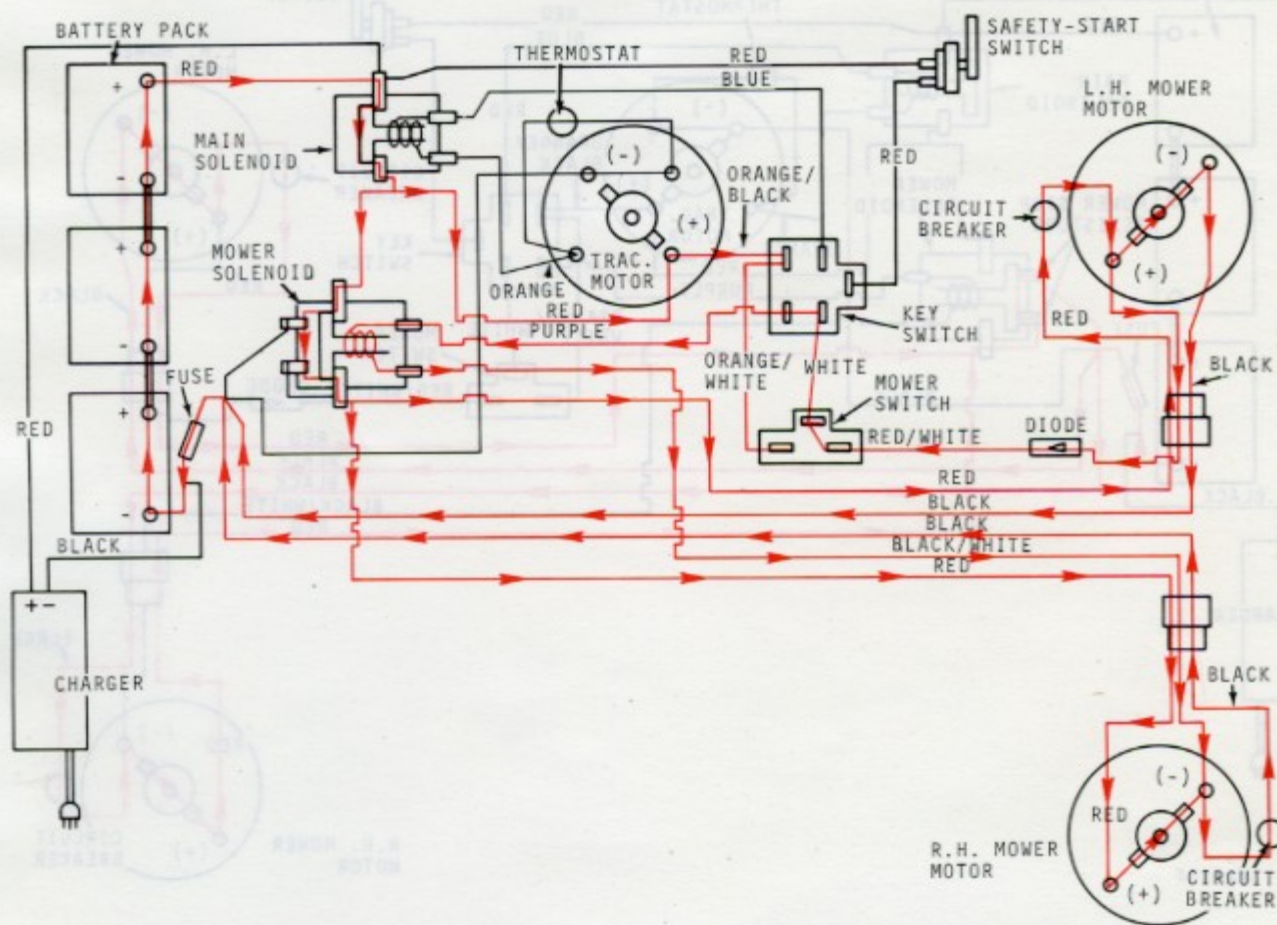 BATTERY PACK
RED
THERMOSTAT
RED
BLUE
SAFETY-START
SWITCH
L.H. MOWER
MOTOR
MAIN
SOLENOID
+
-
(-)
(+)
TRAC.
MOTOR
ORANGE/
BLACK
RED
CIRCUIT
BREAKER
(-)
(+)
MOWER
SOLENOID
+
-
ORANGE
RED
PURPLE
KEY
SWITCH
RED
BLACK
ORANGE/
WHITE
WHITE
MOWER
SWITCH
FUSE
RED
+
-
RED/WHITE
DIODE
RED
BLACK
BLACK
BLACK/WHITE
RED
BLACK
+ -
CHARGER
BLACK
(-)
RED
(+)
R.H. MOWER
MOTOR
CIRCUIT
BREAKER